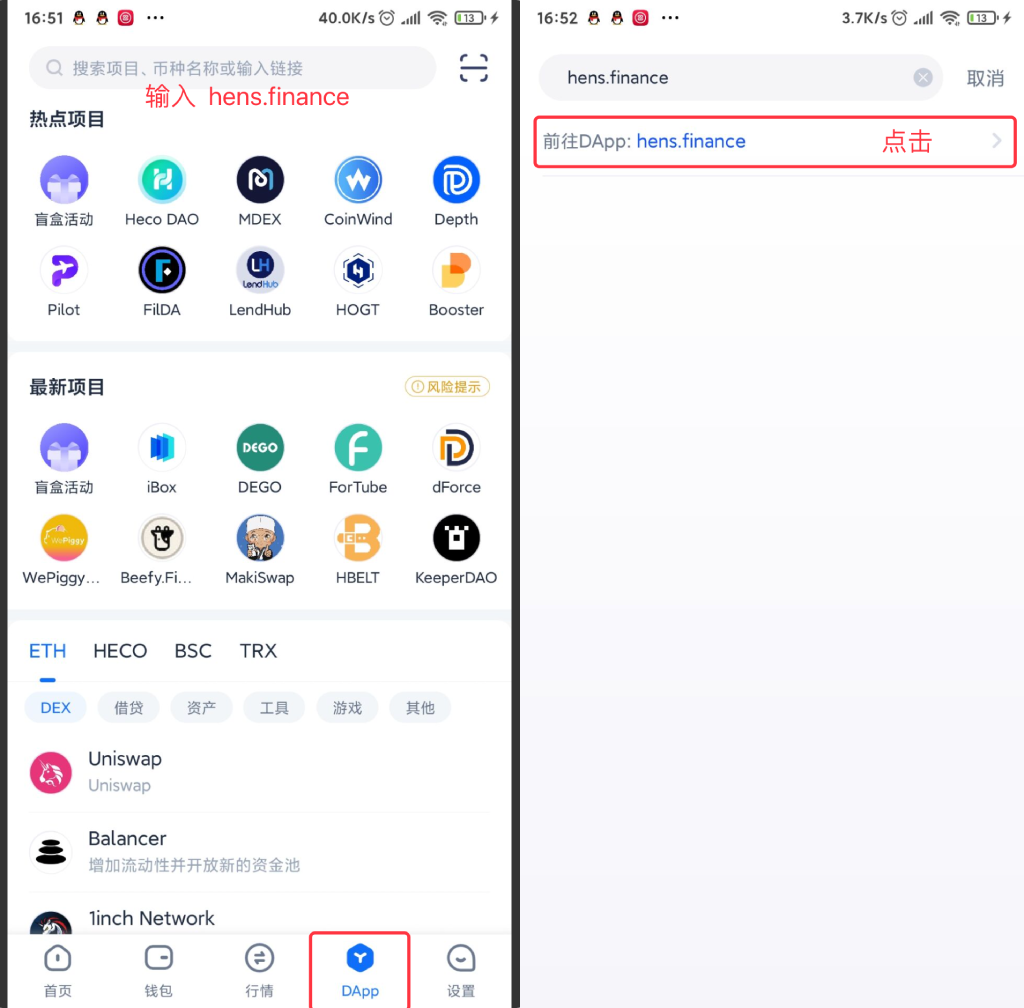 16:51
40.0K/s
13
搜索项目、币种名称或输入链接
输入 hens.finance
热点项目
盲盒活动 Heco DAO MDEX CoinWind Depth
LH
LendHub
Pilot FilDA LendHub HOGT Booster
最新项目
风险提示
DEGO
盲盒活动 iBox DEGO ForTube dForce
WePiggy
WePiggy... Beefy.Fi... MakiSwap HBELT KeeperDAO
ETH HECO BSC TRX
DEX 借贷 资产 工具 游戏 其他
Uniswap
Uniswap
Balancer
增加流动性并开放新的资金池
1inch Network
首页 钱包 行情 DApp 设置
16:52
3.7K/s
13
hens.finance
取消
前往DApp: hens.finance
点击